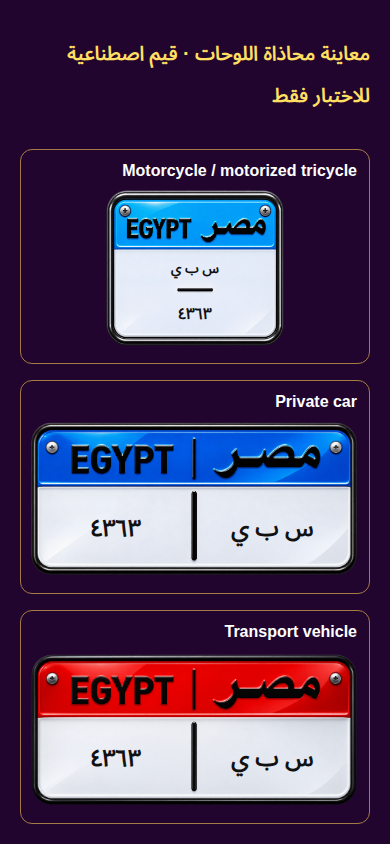 معاينة محاذاة اللوحات · قيم اصطناعية
للاختبار فقط
Motorcycle / motorized tricycle
EGYPT مصر
س ب ي
٤٣٦٣
Private car
EGYPT | مصر
س ب ي
٤٣٦٣
Transport vehicle
EGYPT | مصر
س ب ي
٤٣٦٣